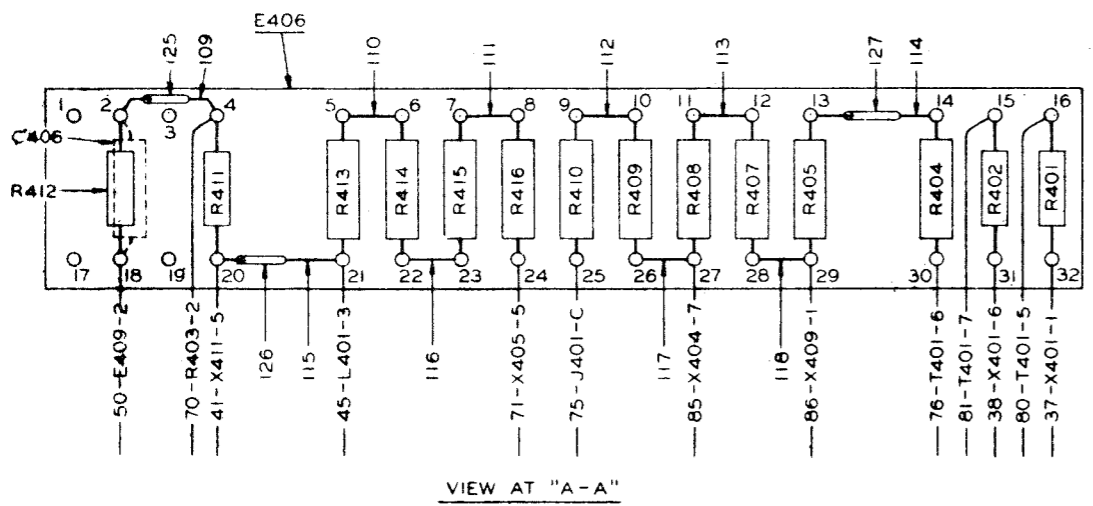 E406
125
109
110
111
112
113
127
114
1
2
3
4
5
6
7
8
9
10
11
12
13
14
15
16
C406
R412
R411
R413
R414
R415
R416
R410
R409
R408
R407
R405
R404
R402
R401
17
18
19
20
21
22
23
24
25
26
27
28
29
30
31
32
50-E409-2
70-R403-2
41-X411-5
126
115
45-L401-3
116
71-X405-5
75-J401-C
117
85-X404-7
118
86-X409-1
76-T401-6
81-T401-7
38-X401-6
80-T401-5
37-X401-1
VIEW AT "A-A"